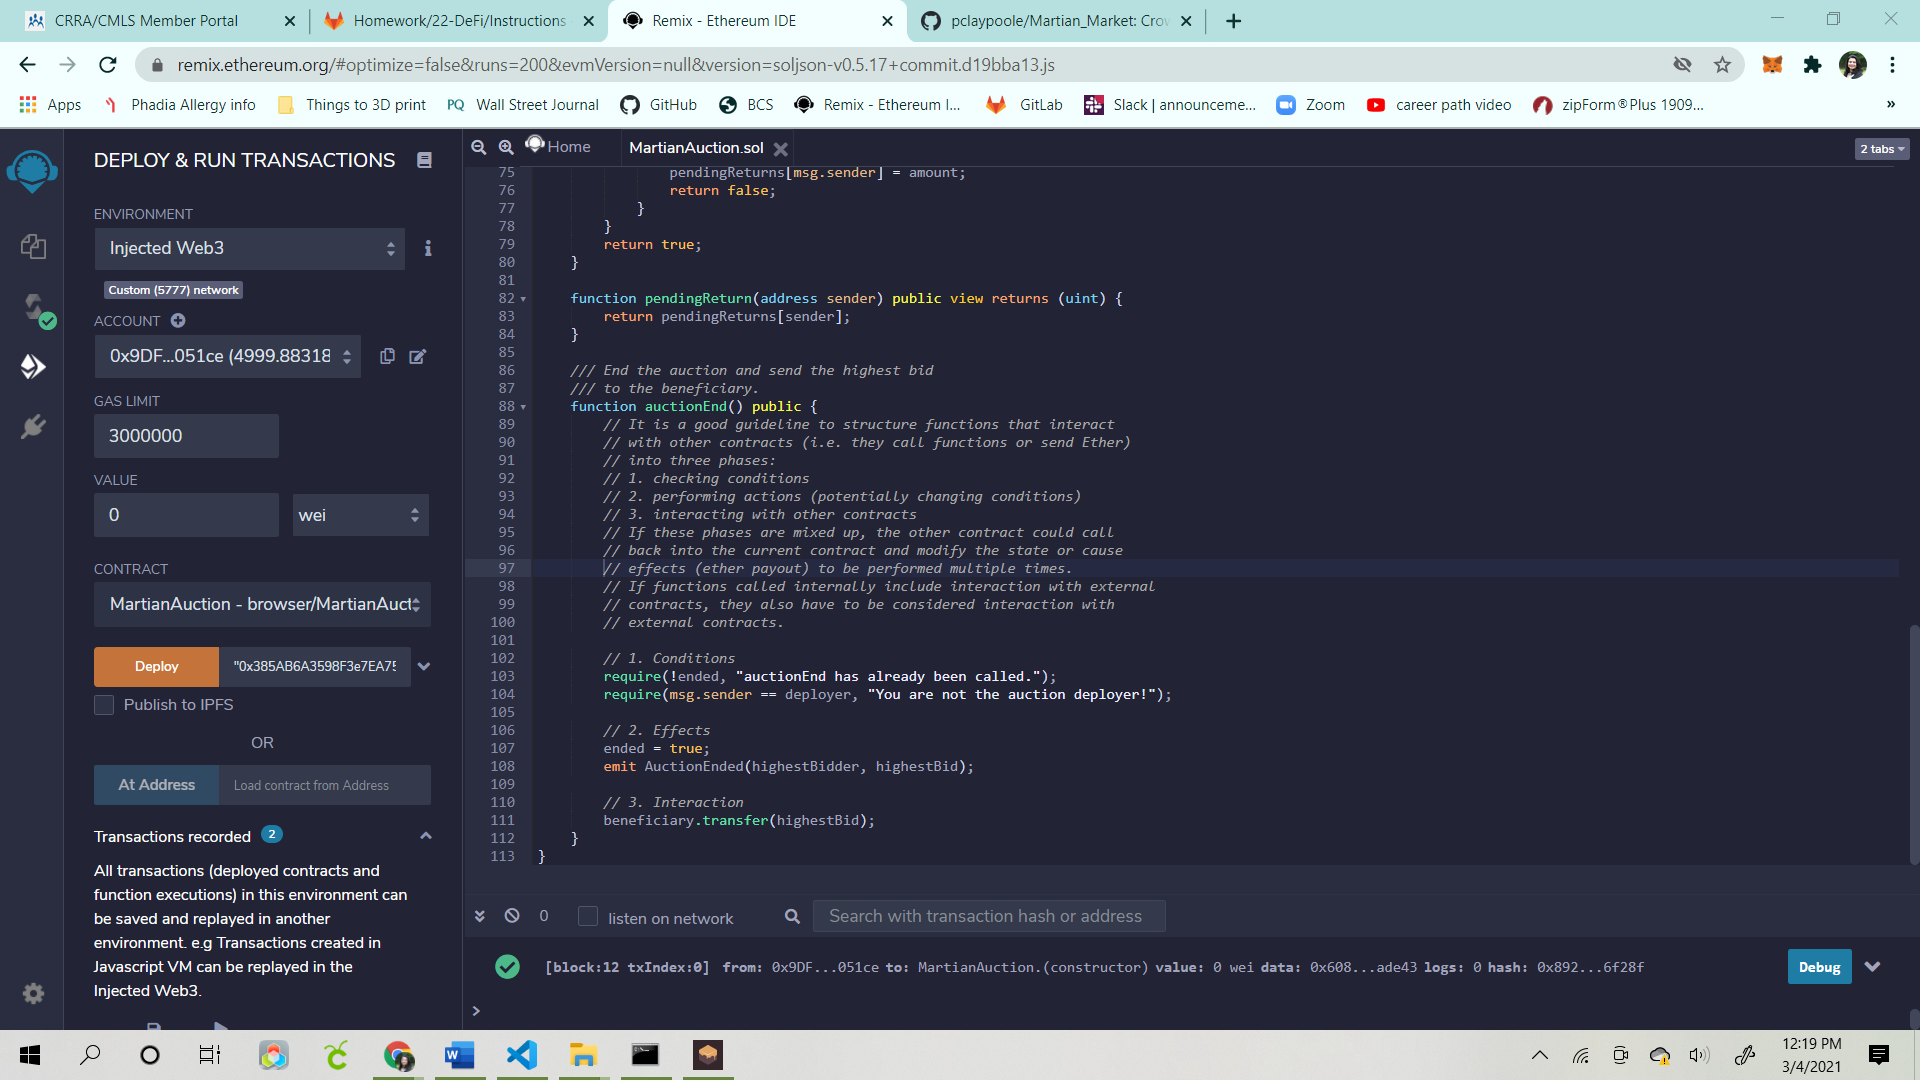 CRRA/CMLS Member Portal
Homework/22-DeFi/Instructions
Remix - Ethereum IDE
pclaypoole/Martian_Market: Crow
remix.ethereum.org/#optimize=false&runs=200&evmVersion=null&version=soljson-v0.5.17+commit.d19bba13.js
Apps
Phadia Allergy info
Things to 3D print
PQ
Wall Street Journal
GitHub
BCS
Remix - Ethereum I...
GitLab
Slack | announceme...
Zoom
career path video
zipForm®Plus 1909...
»
DEPLOY & RUN TRANSACTIONS
ENVIRONMENT
Injected Web3
Custom (5777) network
ACCOUNT
0x9DF...051ce (4999.88318
GAS LIMIT
3000000
VALUE
0
wei
CONTRACT
MartianAuction - browser/MartianAuct
Deploy
"0x385AB6A3598F3e7EA75
Publish to IPFS
OR
At Address
Load contract from Address
Transactions recorded 2
All transactions (deployed contracts and
function executions) in this environment can
be saved and replayed in another
environment. e.g Transactions created in
Javascript VM can be replayed in the
Injected Web3.
Home
MartianAuction.sol
2 tabs
75 pendingReturns[msg.sender] = amount;
76 return false;
77 }
78 }
79 return true;
80 }
81
82 function pendingReturn(address sender) public view returns (uint) {
83 return pendingReturns[sender];
84 }
85
86 /// End the auction and send the highest bid
87 /// to the beneficiary.
88 function auctionEnd() public {
89 // It is a good guideline to structure functions that interact
90 // with other contracts (i.e. they call functions or send Ether)
91 // into three phases:
92 // 1. checking conditions
93 // 2. performing actions (potentially changing conditions)
94 // 3. interacting with other contracts
95 // If these phases are mixed up, the other contract could call
96 // back into the current contract and modify the state or cause
97 // effects (ether payout) to be performed multiple times.
98 // If functions called internally include interaction with external
99 // contracts, they also have to be considered interaction with
100 // external contracts.
101
102 // 1. Conditions
103 require(!ended, "auctionEnd has already been called.");
104 require(msg.sender == deployer, "You are not the auction deployer!");
105
106 // 2. Effects
107 ended = true;
108 emit AuctionEnded(highestBidder, highestBid);
109
110 // 3. Interaction
111 beneficiary.transfer(highestBid);
112 }
113 }
0
listen on network
Search with transaction hash or address
[block:12 txIndex:0] from: 0x9DF...051ce to: MartianAuction.(constructor) value: 0 wei data: 0x608...ade43 logs: 0 hash: 0x892...6f28f
Debug
>
12:19 PM
3/4/2021